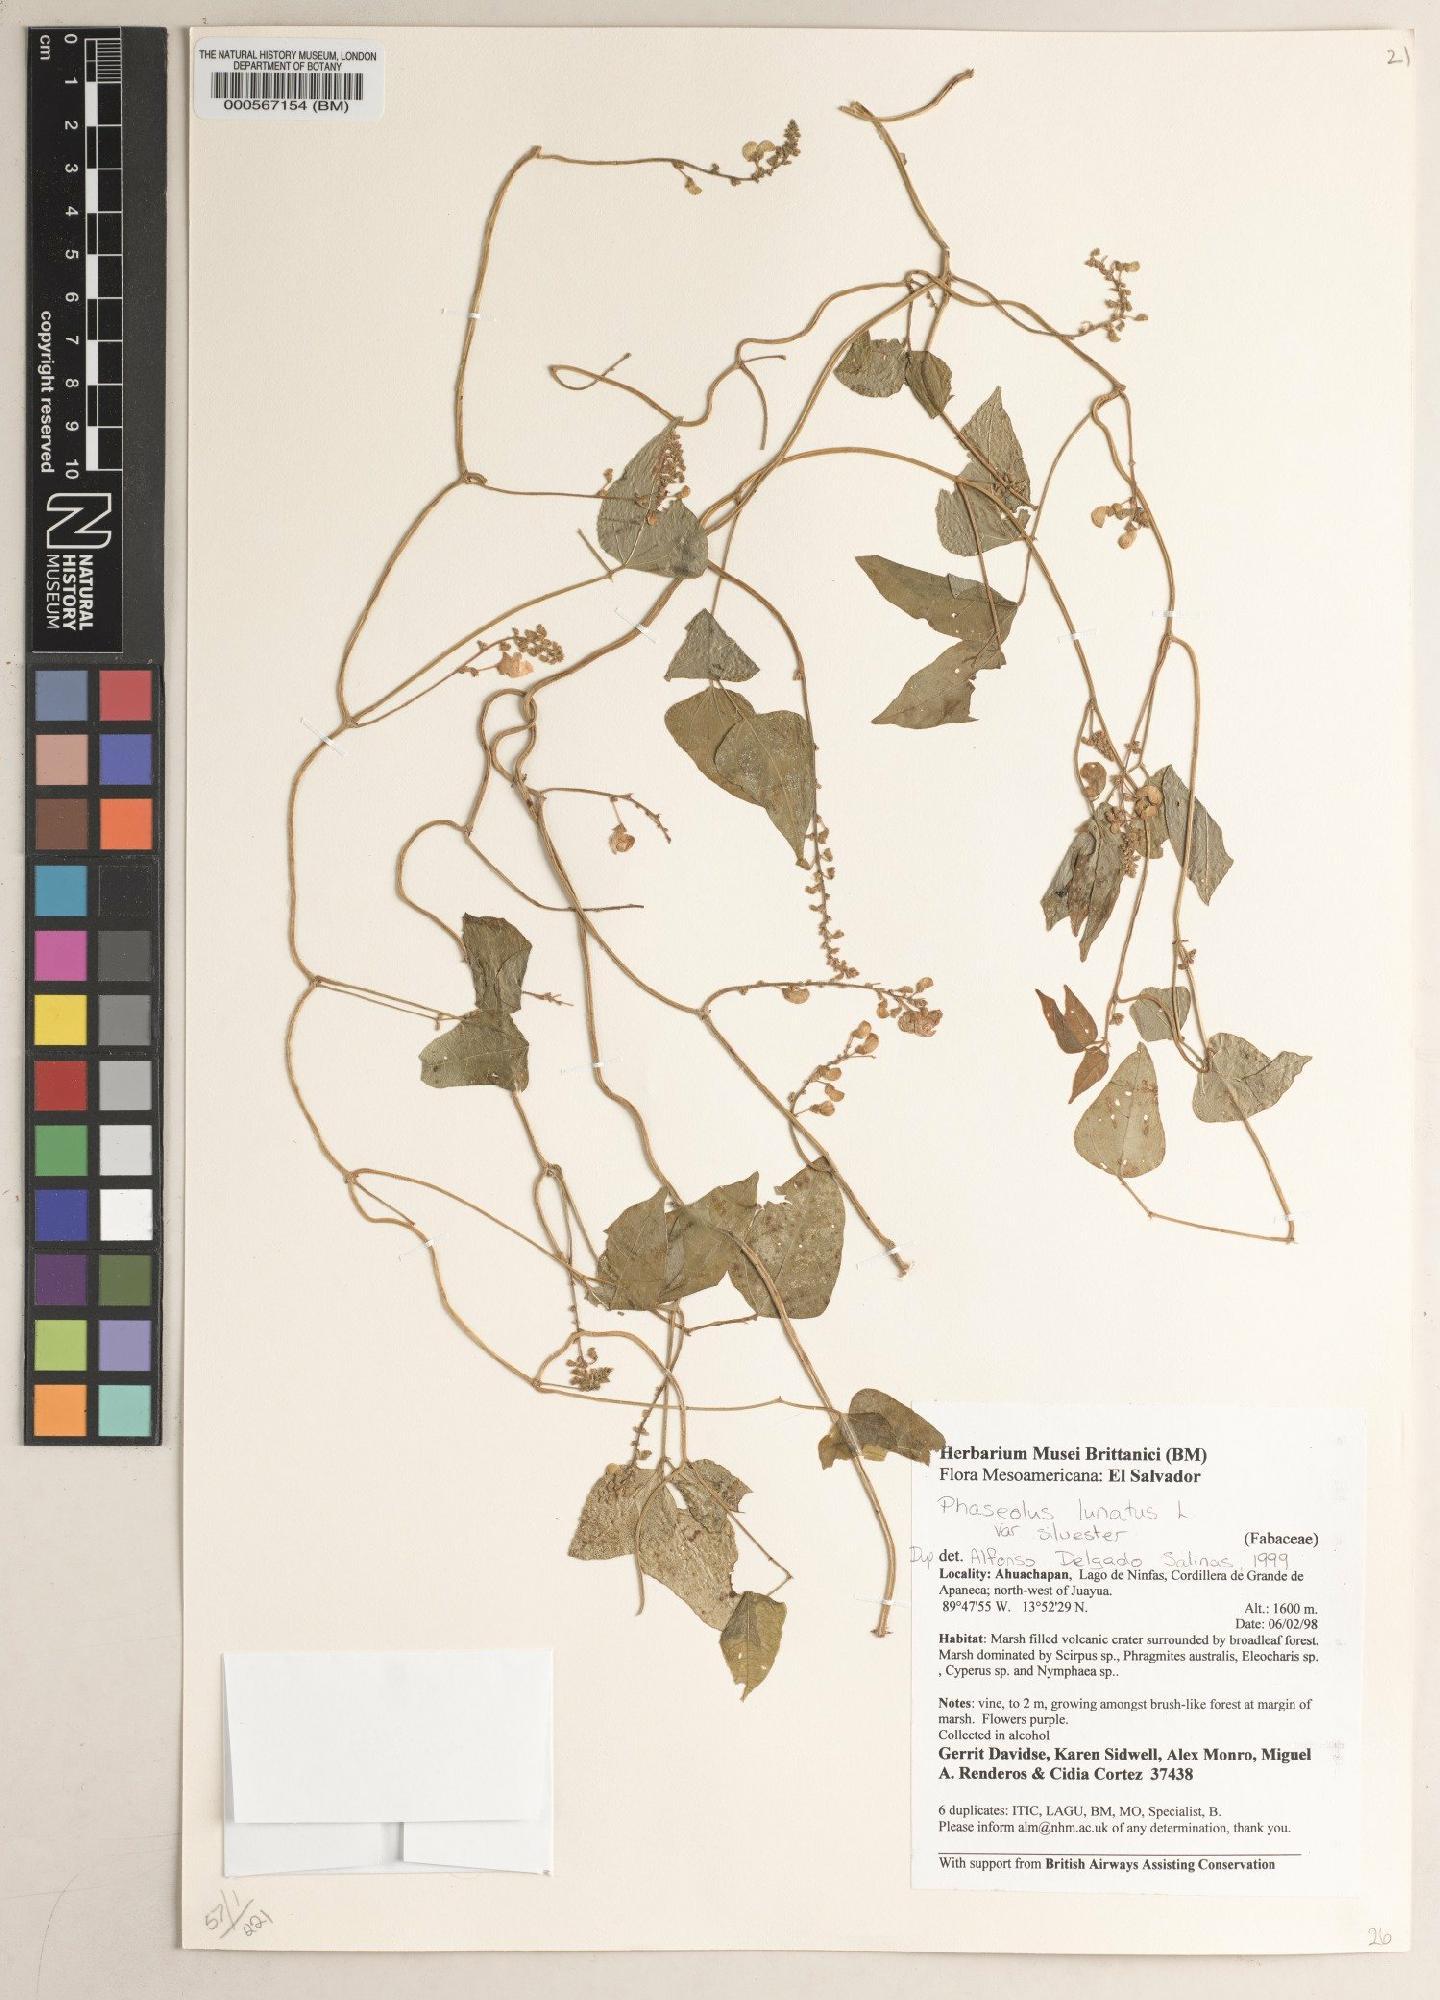 21
THE NATURAL HISTORY MUSEUM, LONDON
DEPARTMENT OF BOTANY
000567154 (BM)
cm
0
1
2
3
4
5
6
7
8
9
10
copyright reserved
NATURAL
HISTORY
MUSEUM
Herbarium Musei Brittanici (BM)
Flora Mesoamericana: El Salvador
Phaseolus lunatus L
var silvester
(Fabaceae)
Dup det. Alfonso Delgado Salinas, 1999
Locality: Ahuachapan, Lago de Ninfas, Cordillera de Grande de
Apaneca; north-west of Juayua.
89°47'55 W. 13°52'29 N. Alt.: 1600 m.
Date: 06/02/98
Habitat: Marsh filled volcanic crater surrounded by broadleaf forest.
Marsh dominated by Scirpus sp., Phragmites australis, Eleocharis sp.
, Cyperus sp. and Nymphaea sp..
Notes: vine, to 2 m, growing amongst brush-like forest at margin of
marsh. Flowers purple.
Collected in alcohol
Gerrit Davidse, Karen Sidwell, Alex Monro, Miguel
A. Renderos & Cidia Cortez 37438
6 duplicates: ITIC, LAGU, BM, MO, Specialist, B.
Please inform alm@nhm.ac.uk of any determination, thank you.
With support from British Airways Assisting Conservation
57/1/221
26